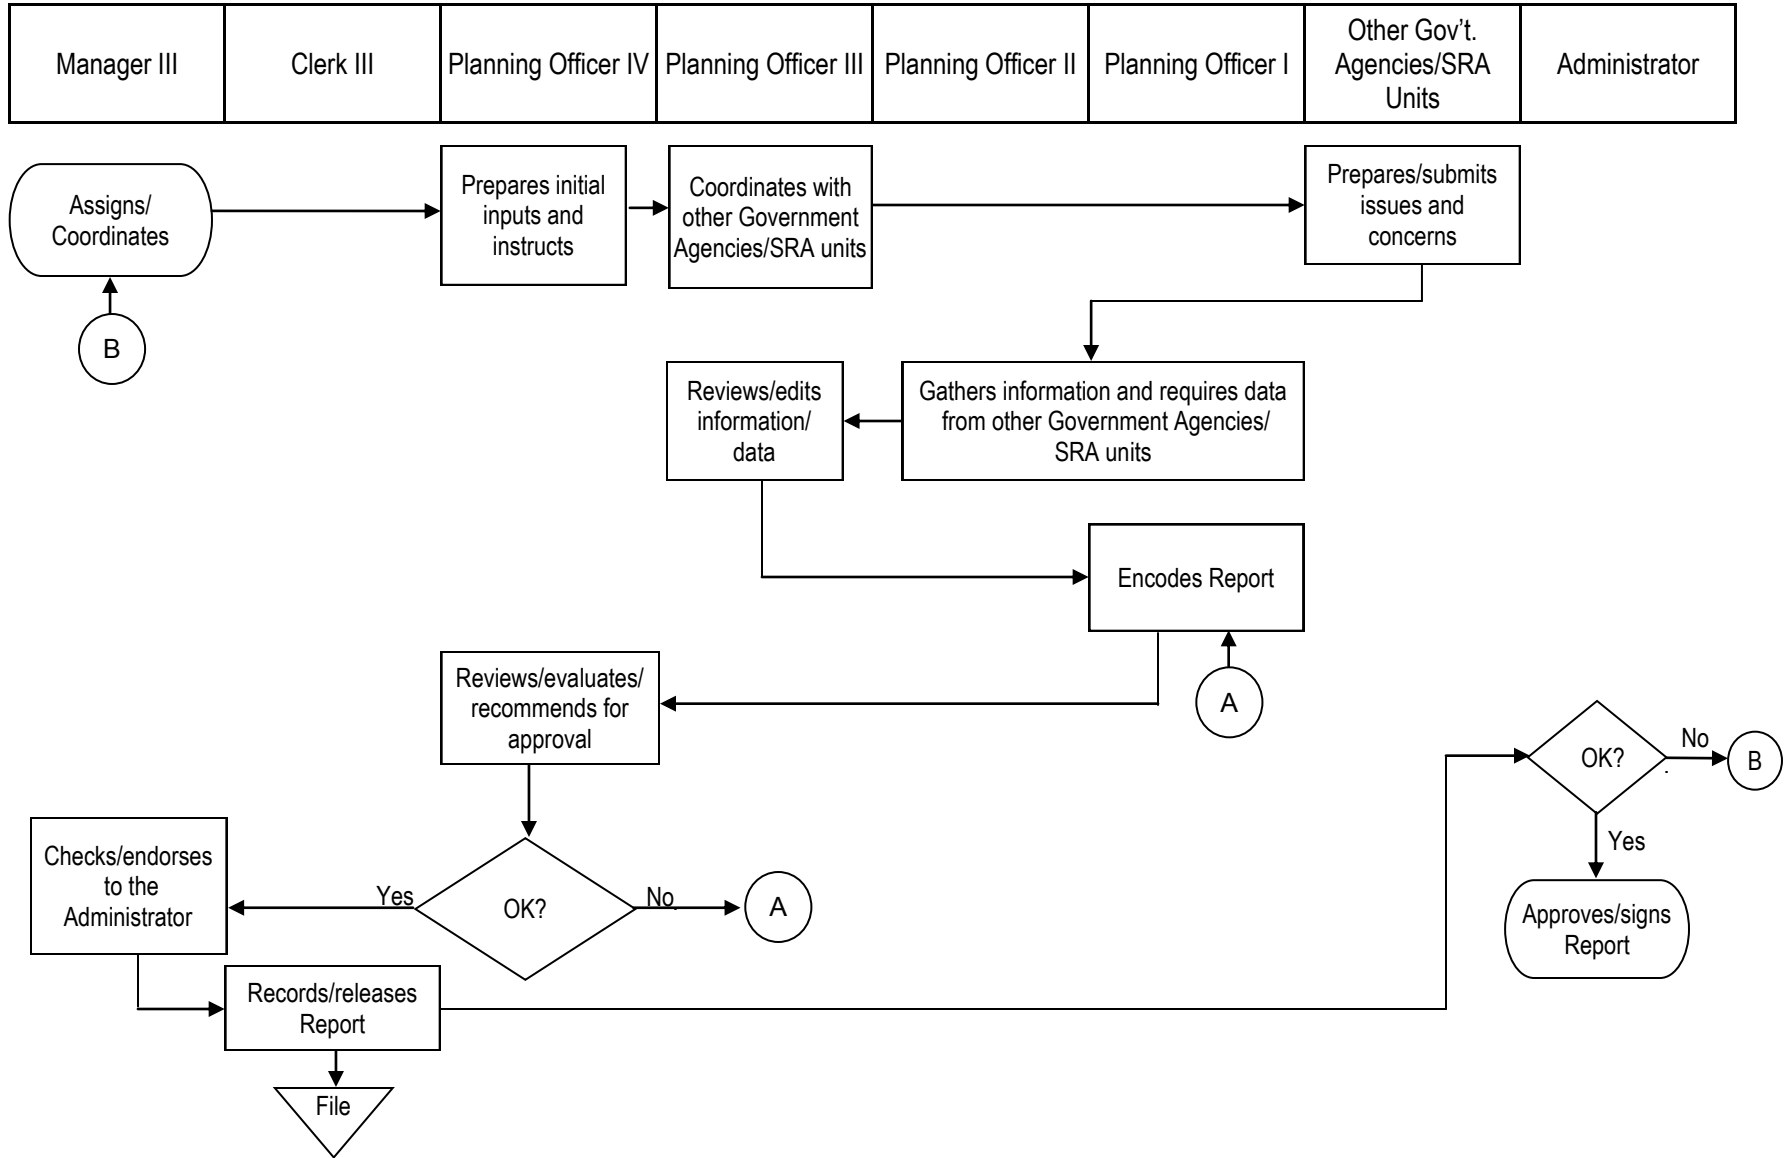 Manager III
Clerk III
Planning Officer IV
Planning Officer III
Planning Officer II
Planning Officer I
Other Gov’t.
Agencies/SRA
Units
Administrator
Assigns/
Coordinates
Prepares initial
inputs and
instructs
Coordinates with
other Government
Agencies/SRA units
Prepares/submits
issues and
concerns
B
Reviews/edits
information/
data
Gathers information and requires data
from other Government Agencies/
SRA units
Encodes Report
Reviews/evaluates/
recommends for
approval
A
OK?
No
B
Yes
Checks/endorses
to the
Administrator
Yes
OK?
No
A
Approves/signs
Report
Records/releases
Report
File